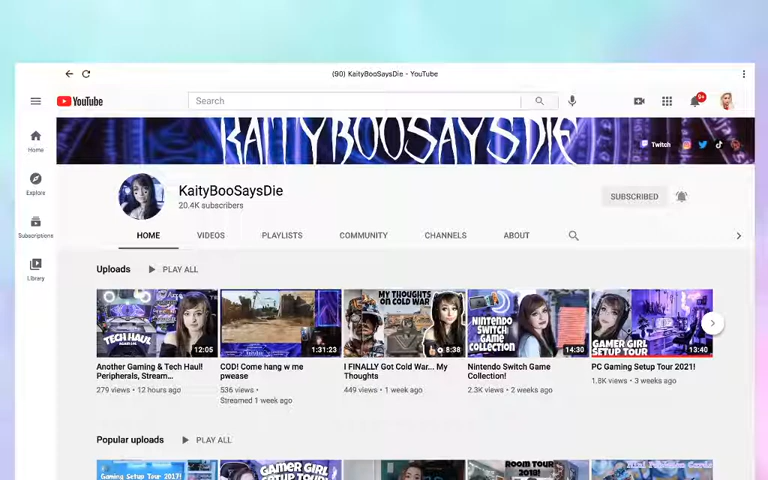 (90) KaityBooSaysDie - YouTube
YouTube
Search
9+
KAITYBOOSAYSDIE
Twitch
Home
Explore
Subscriptions
Library
KaityBooSaysDie
20.4K subscribers
SUBSCRIBED
HOME VIDEOS PLAYLISTS COMMUNITY CHANNELS ABOUT
Uploads PLAY ALL
TECH HAUL
12:05
1:31:23
MY THOUGHTS
ON COLD WAR
8:38
NINTENDO
SWITCH
GAME
COLLECTION
14:30
GAMER GIRL
SETUP TOUR
13:40
Another Gaming & Tech Haul!
Peripherals, Stream...
279 views • 12 hours ago
COD! Come hang w me
pwease
536 views •
Streamed 1 week ago
I FINALLY Got Cold War... My
Thoughts
449 views • 1 week ago
Nintendo Switch Game
Collection!
2.3K views • 2 weeks ago
PC Gaming Setup Tour 2021!
1.8K views • 3 weeks ago
Popular uploads PLAY ALL
Gaming Setup Tour 2017!
GAMER GIRL
ROOM TOUR
2018!
Mini Pokemon Cards